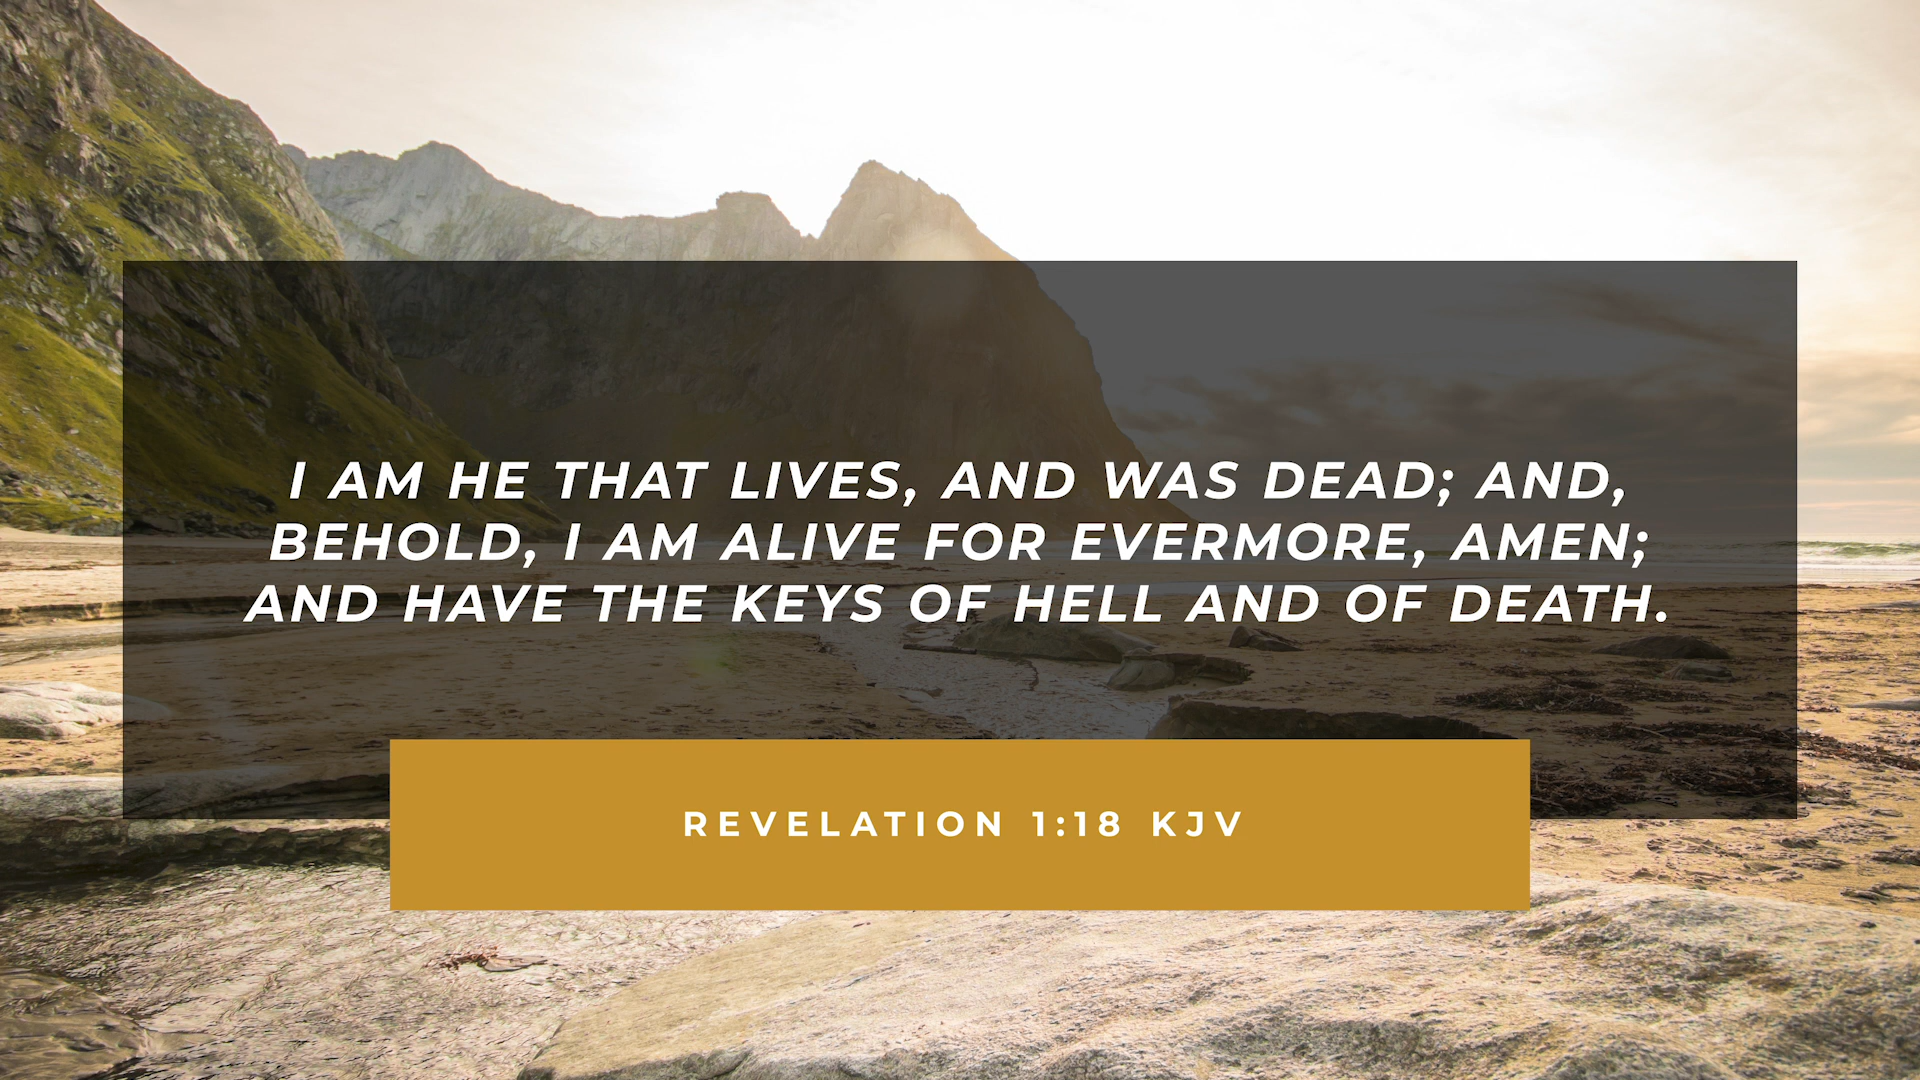 I AM HE THAT LIVES, AND WAS DEAD; AND,
BEHOLD, I AM ALIVE FOR EVERMORE, AMEN;
AND HAVE THE KEYS OF HELL AND OF DEATH.
REVELATION 1:18 KJV